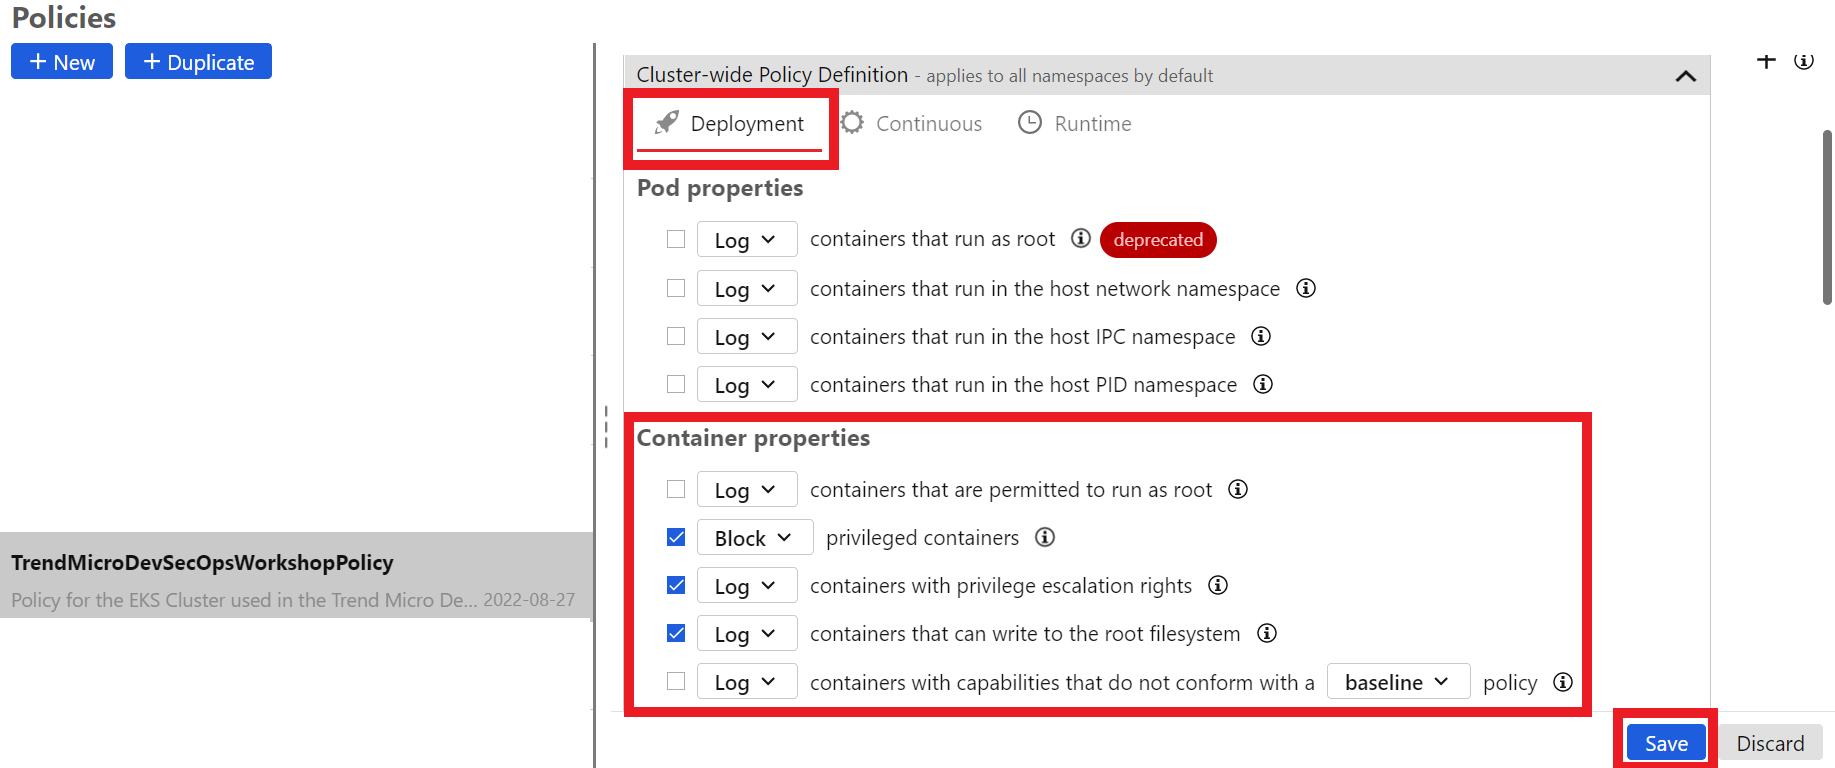 Policies
New
Duplicate
TrendMicroDevSecOpsWorkshopPolicy
Policy for the EKS Cluster used in the Trend Micro De... 2022-08-27
Cluster-wide Policy Definition - applies to all namespaces by default
Deployment Continuous Runtime
Pod properties
Log containers that run as root deprecated
Log containers that run in the host network namespace
Log containers that run in the host IPC namespace
Log containers that run in the host PID namespace
Container properties
Log containers that are permitted to run as root
Block privileged containers
Log containers with privilege escalation rights
Log containers that can write to the root filesystem
Log containers with capabilities that do not conform with a baseline policy
Save Discard